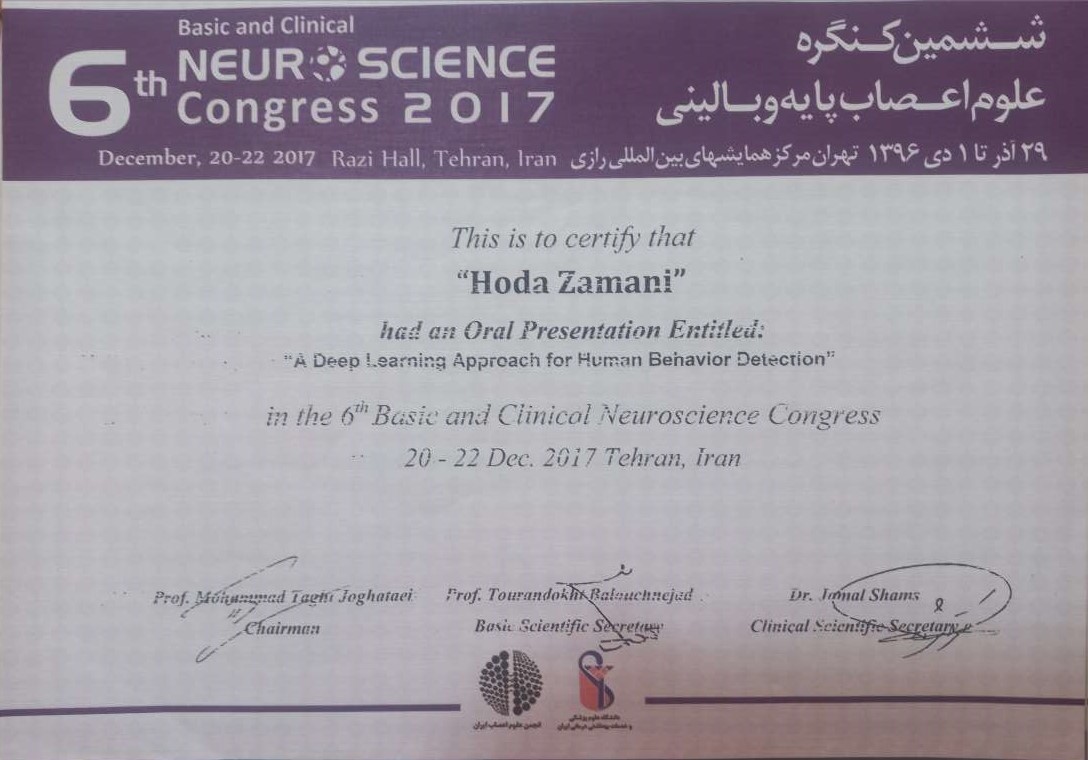 Basic and Clinical
6th NEUROSCIENCE
Congress 2017
December, 20-22 2017 Razi Hall, Tehran, Iran
ششمین کنگره
علوم اعصاب پایه و بالینی
۲۹ آذر تا ۱ دی ۱۳۹۶ تهران مرکز همایشهای بین المللی رازی
This is to certify that
“Hoda Zamani”
had an Oral Presentation Entitled:
“A Deep Learning Approach for Human Behavior Detection”
in the 6th Basic and Clinical Neuroscience Congress
20 - 22 Dec. 2017 Tehran, Iran
Prof. Mohammad Taghi Joghataei
Chairman
Prof. Tourandokht Baluchnejad
Basic Scientific Secretary
Dr. Jamal Shams
Clinical Scientific Secretary
انجمن علوم اعصاب ایران
دانشگاه علوم پزشکی
و خدمات بهداشتی درمانی ایران